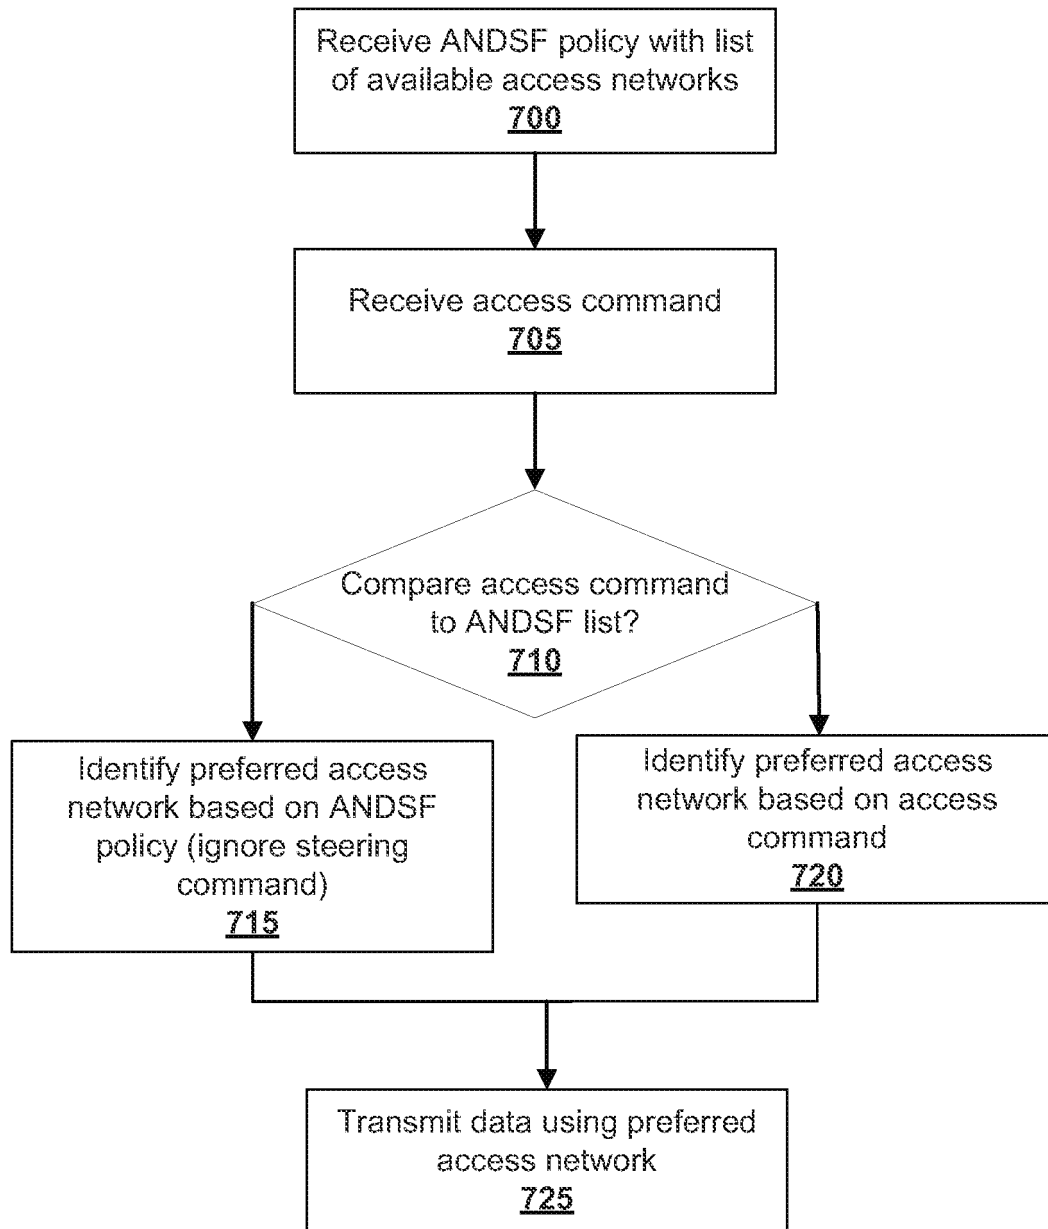 Receive ANDSF policy with list
of available access networks
700
Receive access command
705
Compare access command
to ANDSF list?
710
Identify preferred access
network based on ANDSF
policy (ignore steering
command)
715
Identify preferred access
network based on access
command
720
Transmit data using preferred
access network
725